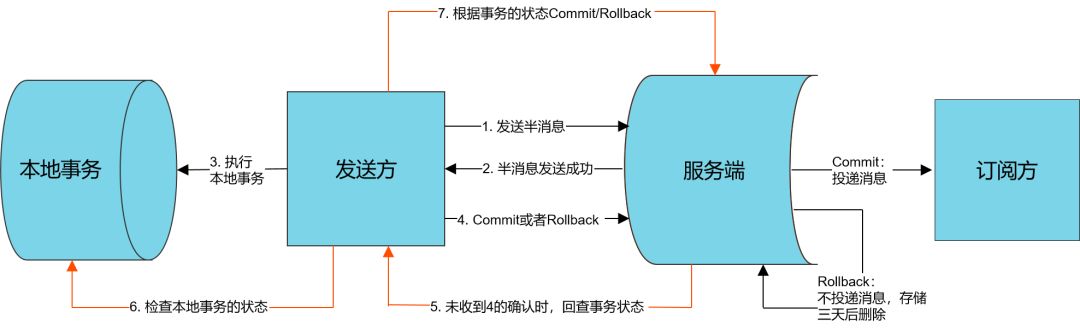 7. 根据事务的状态Commit/Rollback
1. 发送半消息
本地事务
3. 执行
本地事务
发送方
2. 半消息发送成功
服务端
Commit：
投递消息
订阅方
4. Commit或者Rollback
Rollback：
不投递消息，存储
三天后删除
6. 检查本地事务的状态
5. 未收到4的确认时，回查事务状态